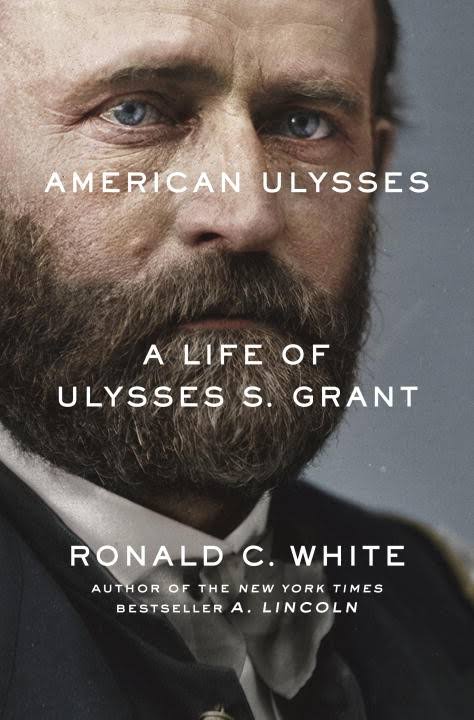 AMERICAN ULYSSES
A LIFE OF
ULYSSES S. GRANT
RONALD C. WHITE
AUTHOR OF THE NEW YORK TIMES
BESTSELLER A. LINCOLN